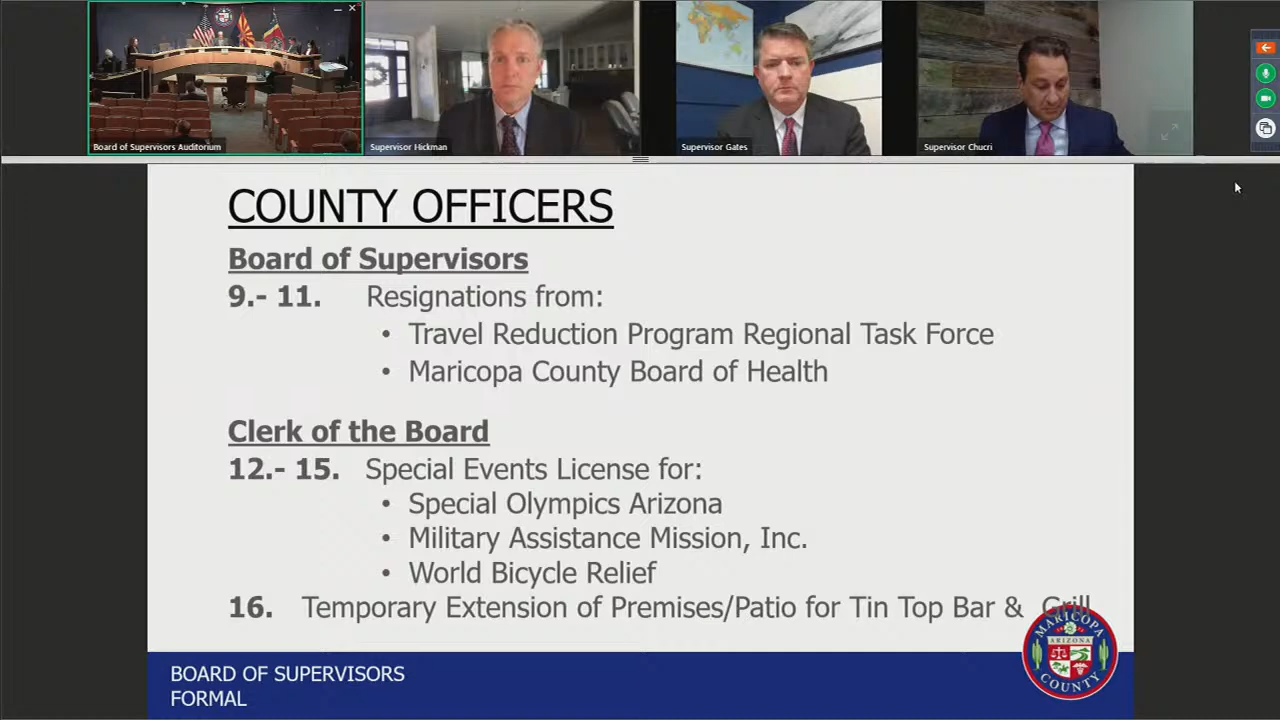 Board of Supervisors Auditorium
Supervisor Hickman
Supervisor Gates
Supervisor Chucri
COUNTY OFFICERS
Board of Supervisors
9.- 11. Resignations from:
• Travel Reduction Program Regional Task Force
• Maricopa County Board of Health
Clerk of the Board
12.- 15. Special Events License for:
• Special Olympics Arizona
• Military Assistance Mission, Inc.
• World Bicycle Relief
16. Temporary Extension of Premises/Patio for Tin Top Bar & Grill
MARICOPA
ARIZONA
COUNTY
BOARD OF SUPERVISORS
FORMAL